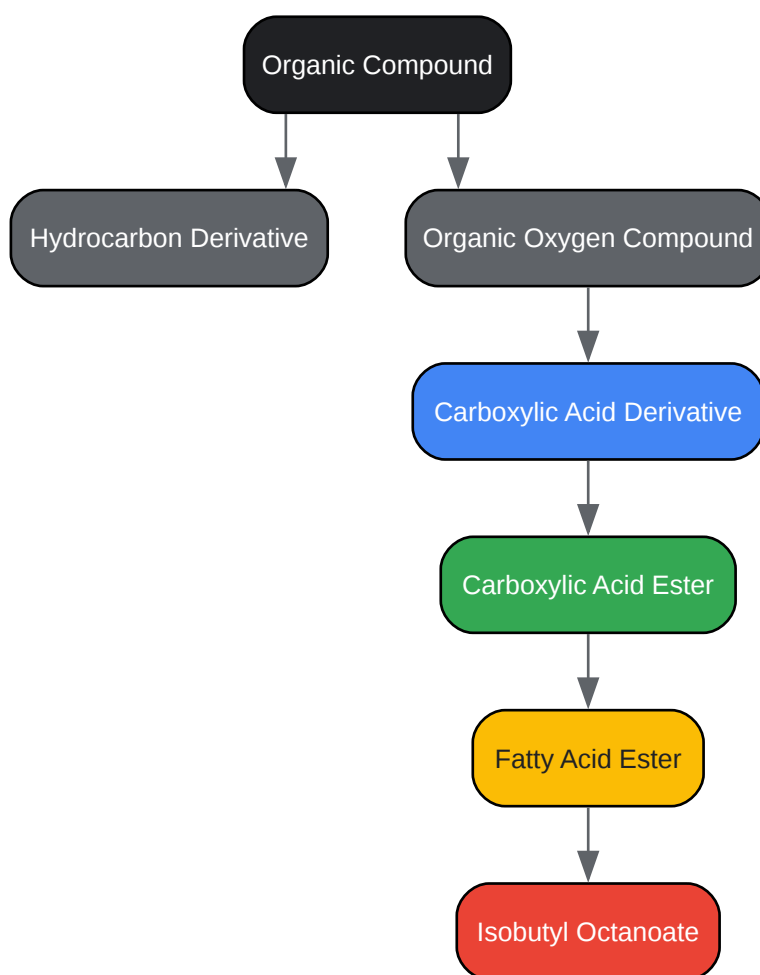 Organic Compound
Hydrocarbon Derivative
Organic Oxygen Compound
Carboxylic Acid Derivative
Carboxylic Acid Ester
Fatty Acid Ester
Isobutyl Octanoate